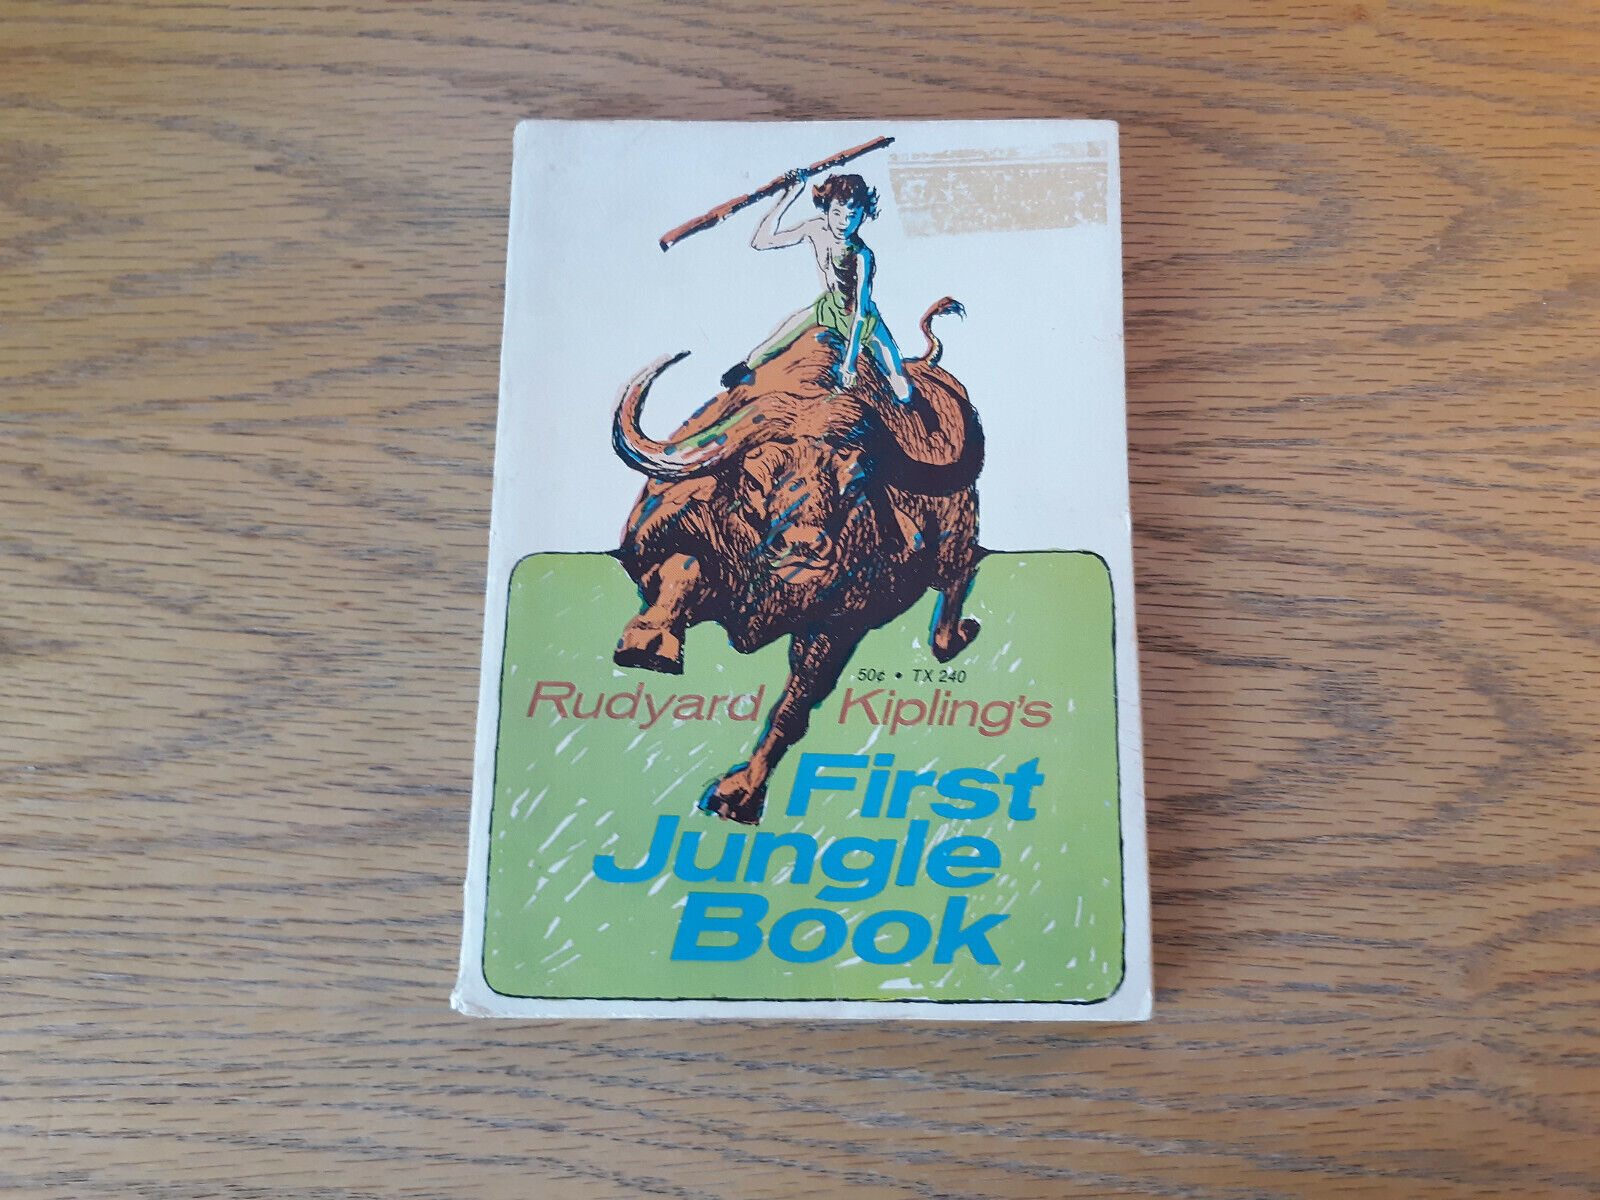 50¢ • TX 240
Rudyard Kipling's
First
Jungle
Book